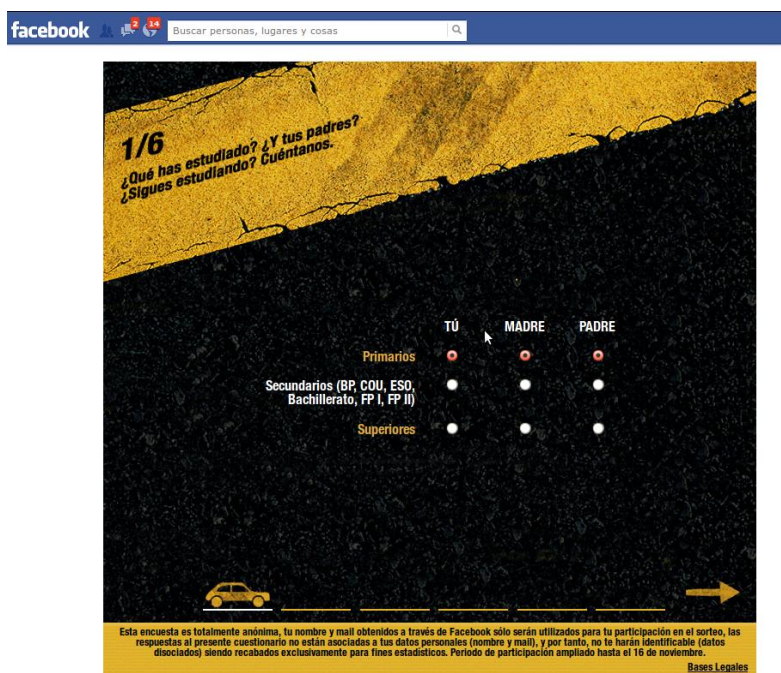 facebook
2
14
Buscar personas, lugares y cosas
1/6
¿Qué has estudiado? ¿Y tus padres?
¿Sigues estudiando? Cuéntanos.
TÚ MADRE PADRE
Primarios
Secundarios (BP, COU, ESO,
Bachillerato, FP I, FP II)
Superiores
Esta encuesta es totalmente anónima, tu nombre y mail obtenidos a través de Facebook sólo serán utilizados para tu participación en el sorteo, las
respuestas al presente cuestionario no están asociadas a tus datos personales (nombre y mail), y por tanto, no te harán identificable (datos
disociados) siendo recabados exclusivamente para fines estadísticos. Periodo de participación ampliado hasta el 16 de noviembre.
Bases Legales